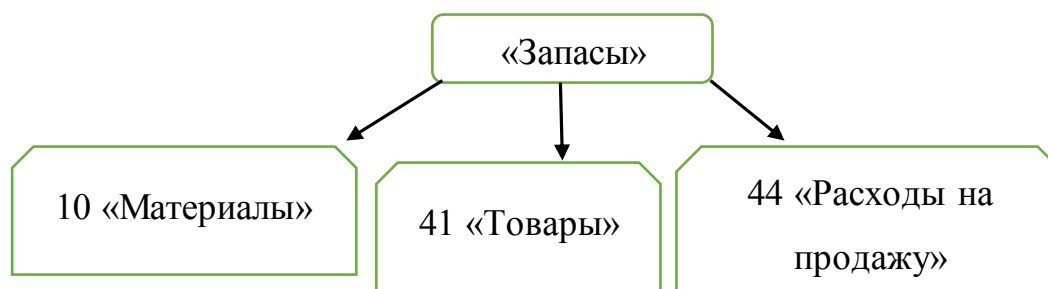 «Запасы»
10 «Материалы»
41 «Товары»
44 «Расходы на
продажу»